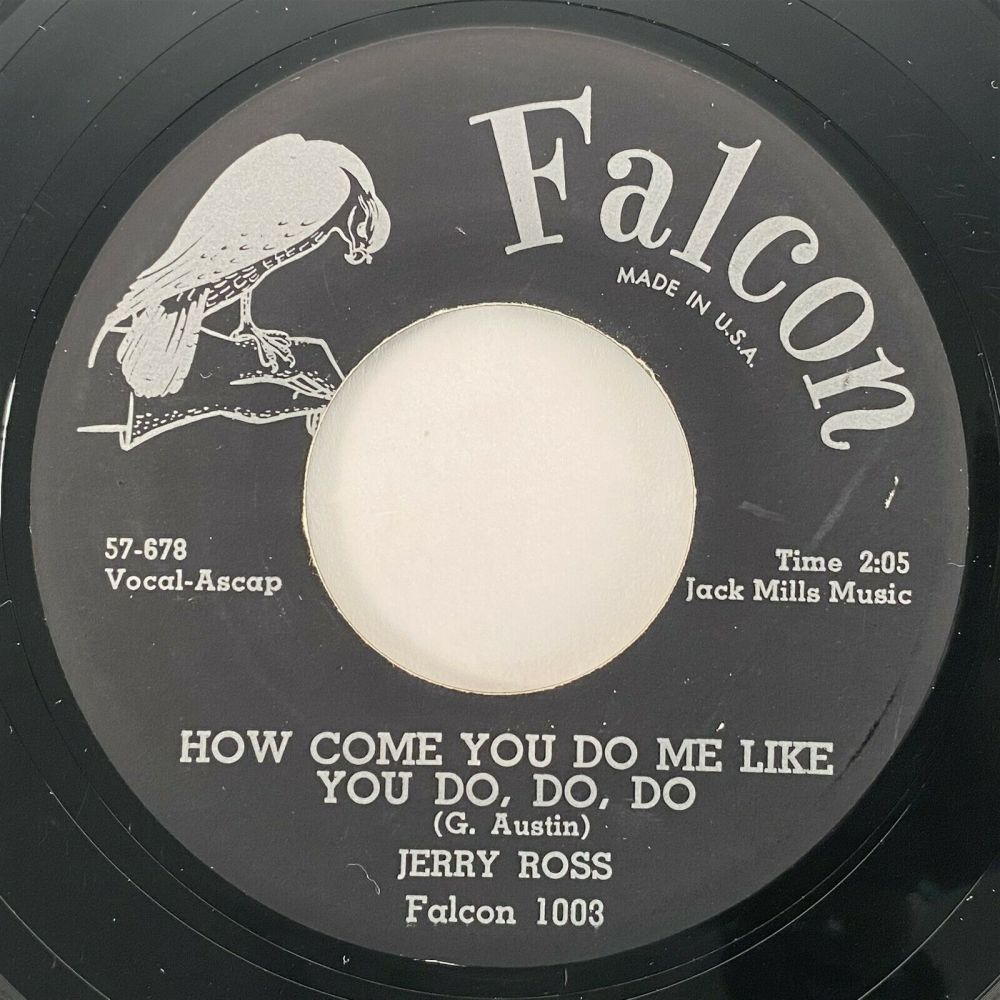 Falcon
MADE IN U.S.A.
57-678
Vocal-Ascap
Time 2:05
Jack Mills Music
HOW COME YOU DO ME LIKE
YOU DO, DO, DO
(G. Austin)
JERRY ROSS
Falcon 1003